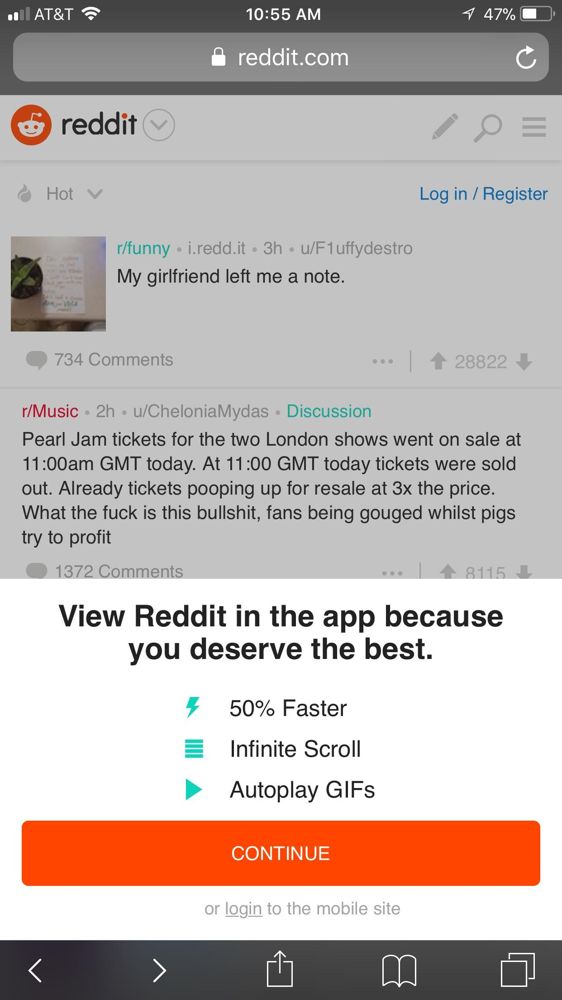 AT&T 10:55 AM 47%
reddit.com
reddit
Hot Log in / Register
r/funny • i.redd.it • 3h • u/F1uffydestro
My girlfriend left me a note.
734 Comments ••• | 28822
r/Music • 2h • u/CheloniaMydas • Discussion
Pearl Jam tickets for the two London shows went on sale at
11:00am GMT today. At 11:00 GMT today tickets were sold
out. Already tickets pooping up for resale at 3x the price.
What the fuck is this bullshit, fans being gouged whilst pigs
try to profit
1372 Comments ••• | 8115
View Reddit in the app because
you deserve the best.
50% Faster
Infinite Scroll
Autoplay GIFs
CONTINUE
or login to the mobile site